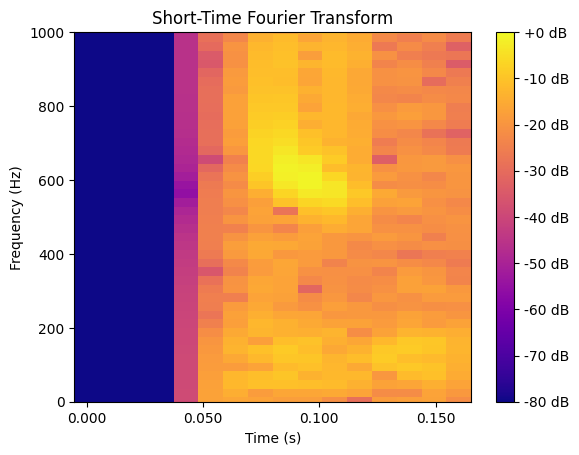 Short-Time Fourier Transform
1000
800
600
400
200
0
Frequency (Hz)
0.000
0.050
0.100
0.150
Time (s)
+0 dB
-10 dB
-20 dB
-30 dB
-40 dB
-50 dB
-60 dB
-70 dB
-80 dB